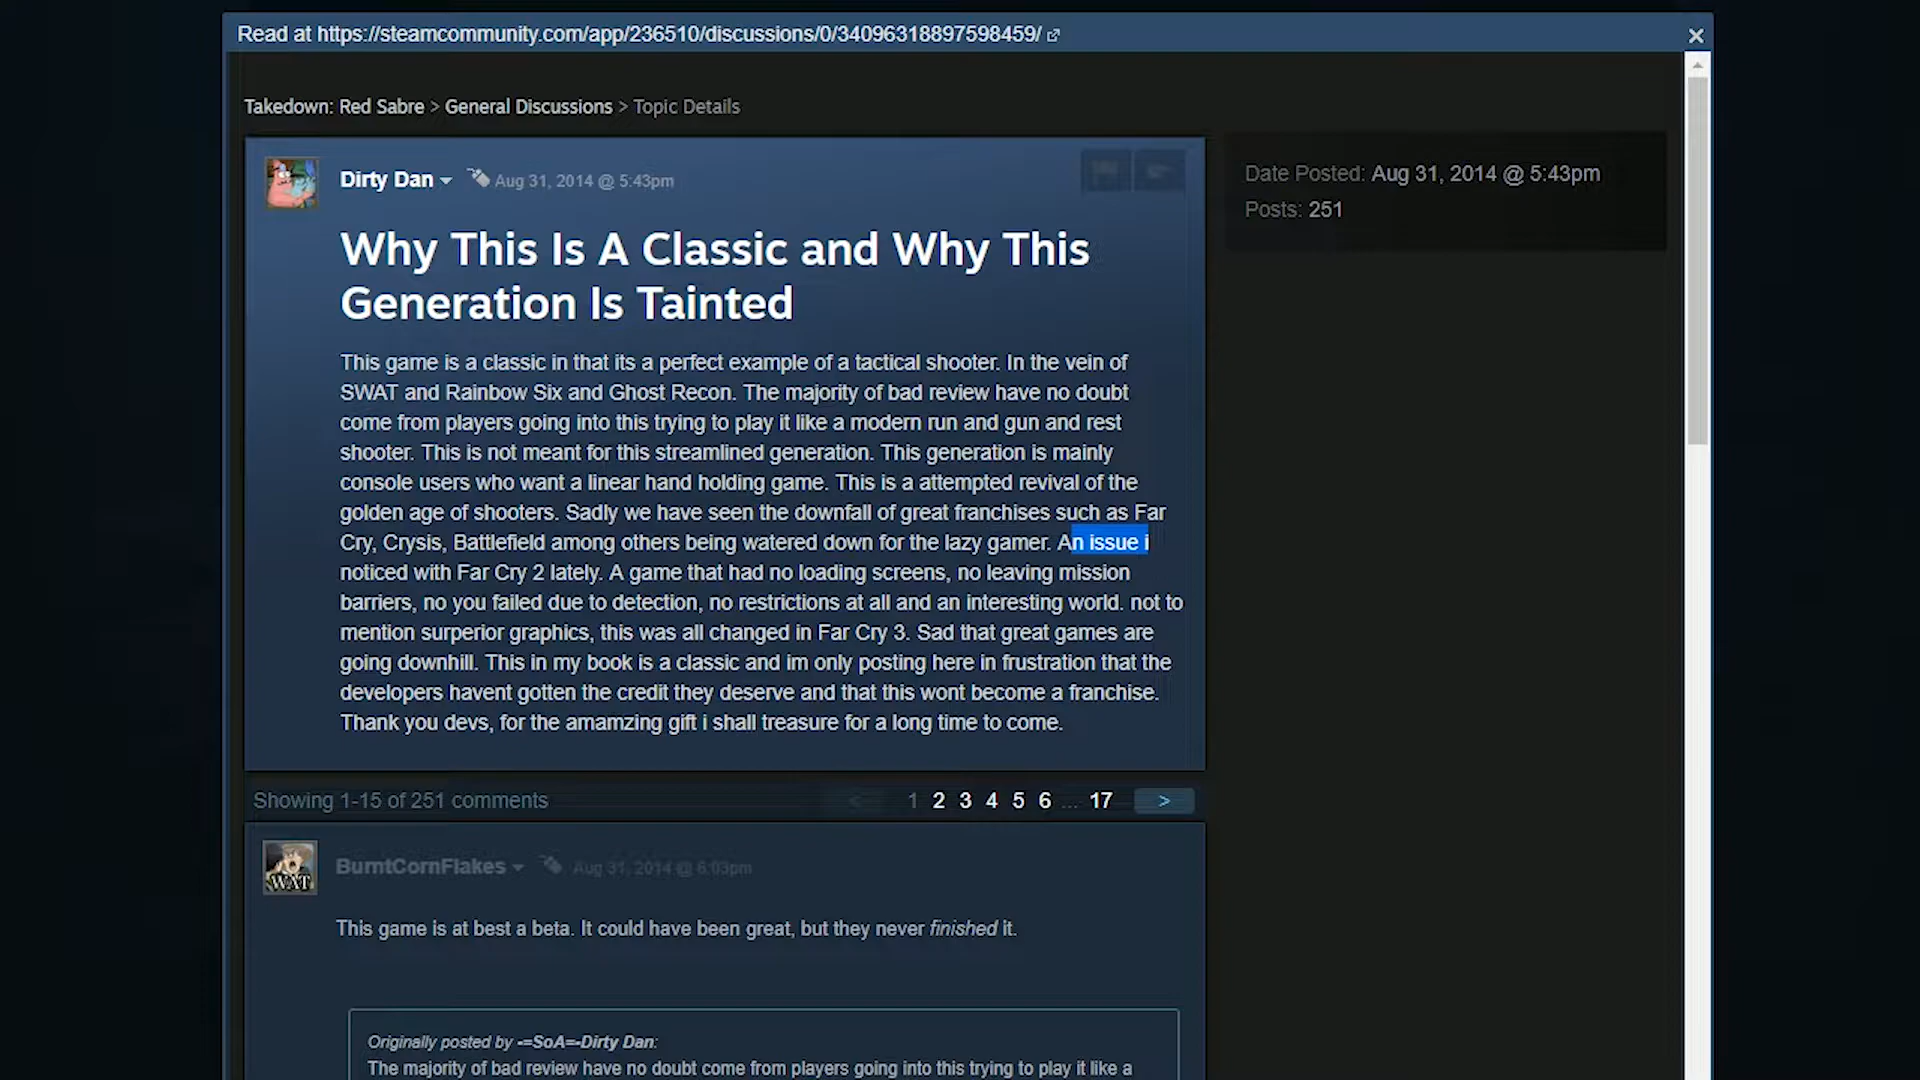 Read at https://steamcommunity.com/app/236510/discussions/0/34096318897598459/
Takedown: Red Sabre > General Discussions > Topic Details
Dirty Dan Aug 31, 2014 @ 5:43pm
Why This Is A Classic and Why This
Generation Is Tainted
This game is a classic in that its a perfect example of a tactical shooter. In the vein of
SWAT and Rainbow Six and Ghost Recon. The majority of bad review have no doubt
come from players going into this trying to play it like a modern run and gun and rest
shooter. This is not meant for this streamlined generation. This generation is mainly
console users who want a linear hand holding game. This is a attempted revival of the
golden age of shooters. Sadly we have seen the downfall of great franchises such as Far
Cry, Crysis, Battlefield among others being watered down for the lazy gamer. An issue i
noticed with Far Cry 2 lately. A game that had no loading screens, no leaving mission
barriers, no you failed due to detection, no restrictions at all and an interesting world. not to
mention surperior graphics, this was all changed in Far Cry 3. Sad that great games are
going downhill. This in my book is a classic and im only posting here in frustration that the
developers havent gotten the credit they deserve and that this wont become a franchise.
Thank you devs, for the amamzing gift i shall treasure for a long time to come.
Date Posted: Aug 31, 2014 @ 5:43pm
Posts: 251
Showing 1-15 of 251 comments < 1 2 3 4 5 6 ... 17 >
BurntCornFlakes Aug 31, 2014 @ 6:03pm
WAT
This game is at best a beta. It could have been great, but they never finished it.
Originally posted by -=SoA=-Dirty Dan:
The majority of bad review have no doubt come from players going into this trying to play it like a